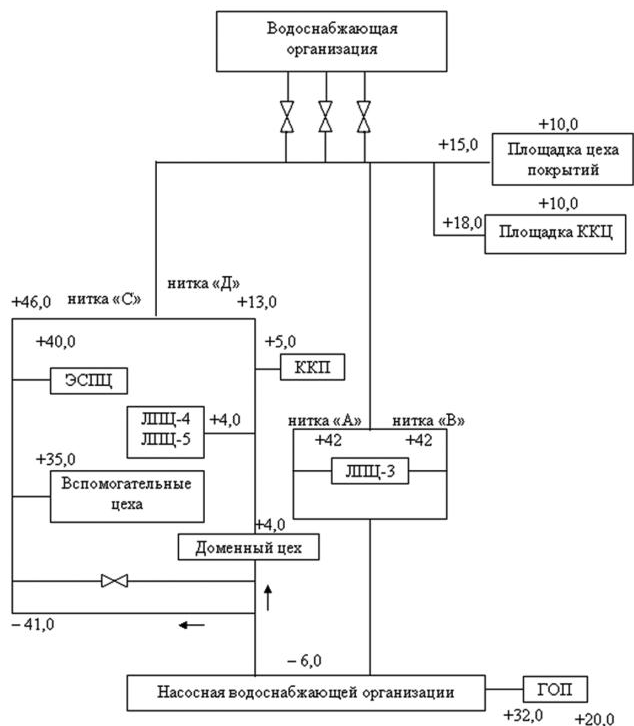 Водоснабжающая
организация
+10,0
+15,0
Площадка цеха
покрытий
+10,0
+18,0
Площадка ККЦ
нитка «Д»
+46,0
нитка «С»
+13,0
+40,0
+5,0
ЭСПЦ
ККП
ЛПЦ-4
ЛПЦ-5
+4,0
нитка «А»
нитка «В»
+42
+42
ЛПЦ-3
+35,0
Вспомогательные
цеха
+4,0
Доменный цех
– 41,0
– 6,0
Насосная водоснабжающей организации
ГОП
+32,0
+20,0